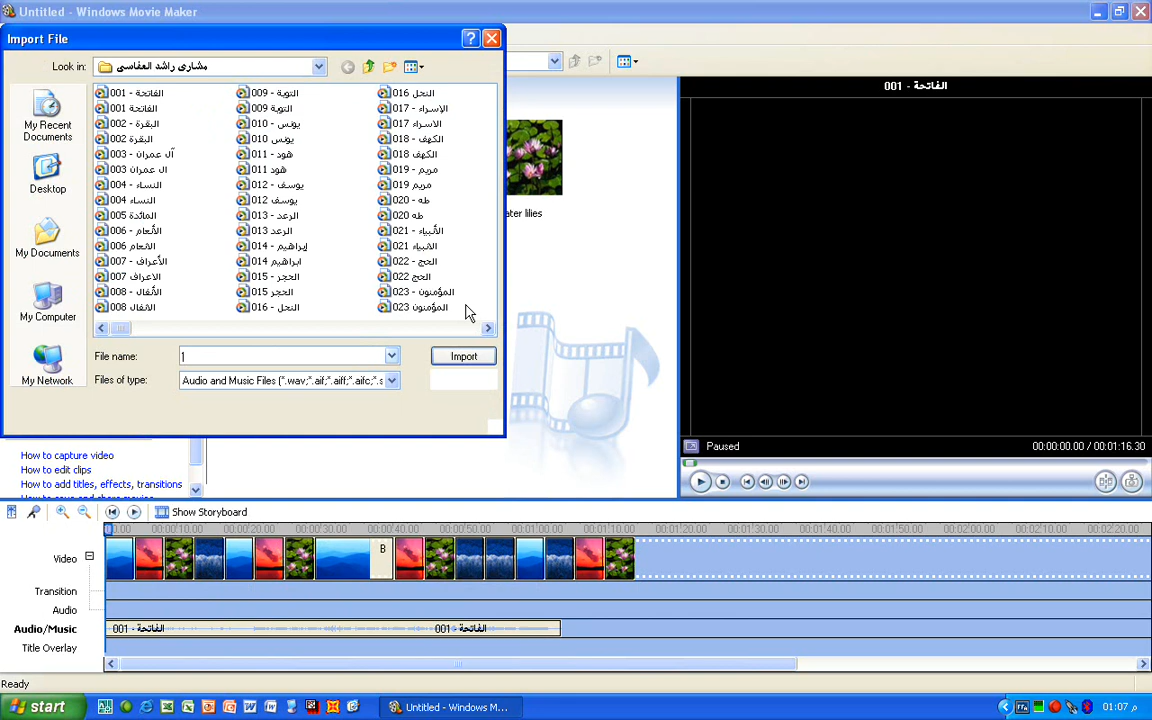 Untitled - Windows Movie Maker
Import File
Look in:
مشارى راشد العفاسى
001 - الفاتحة
001 الفاتحة
002 - البقرة
002 البقرة
003 - آل عمران
003 ال عمران
004 - النساء
004 النساء
005 المائدة
006 - الأنعام
006 الانعام
007 - الأعراف
007 الاعراف
008 - الأنفال
008 الانفال
009 - التوبة
009 التوبة
010 - يونس
010 يونس
011 - هود
011 هود
012 - يوسف
012 يوسف
013 - الرعد
013 الرعد
014 - إبراهيم
014 ابراهيم
015 - الحجر
015 الحجر
016 - النحل
016 النحل
017 - الإسراء
017 الاسراء
018 - الكهف
018 الكهف
019 - مريم
019 مريم
020 - طه
020 طه
021 - الأنبياء
021 الانبياء
022 - الحج
022 الحج
023 - المؤمنون
023 المؤمنون
My Recent
Documents
Desktop
My Documents
My Computer
My Network
File name:
1
Import
Files of type:
Audio and Music Files (*.wav;*.aif;*.aiff;*.aifc;*.s
ater lilies
001 - الفاتحة
Paused
00:00:00.00 / 00:01:16.30
How to capture video
How to edit clips
How to add titles, effects, transitions
Show Storyboard
00:00:10.00
00:00:20.00
00:00:30.00
00:00:40.00
00:00:50.00
00:01:00.00
00:01:10.00
00:01:20.00
00:01:30.00
00:01:40.00
00:01:50.00
00:02:00.00
00:02:10.00
00:02:20.00
Video
B
Transition
Audio
Audio/Music
001 - الفاتحة
001 - الفاتحة
Title Overlay
Ready
start
Untitled - Windows M...
01:07 م